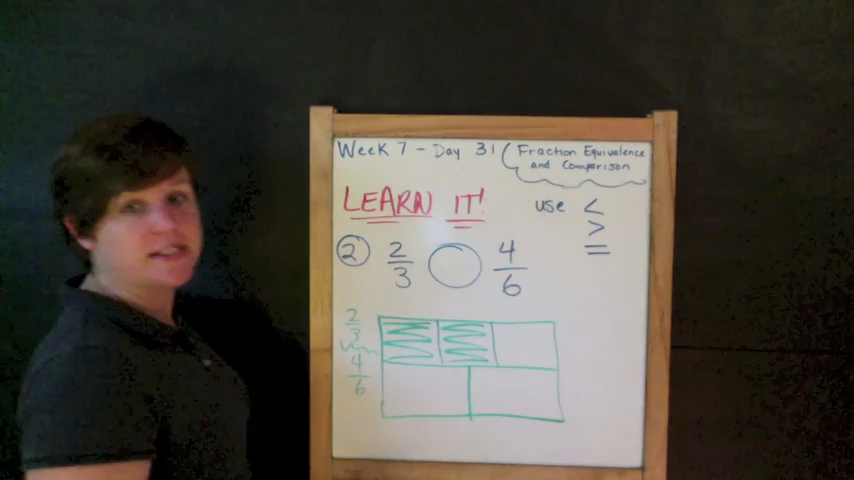 Week 7 - Day 31
Fraction Equivalence
and Comparison
LEARN IT!
use <
>
=
2 2/3 4/6
2/3
4/6